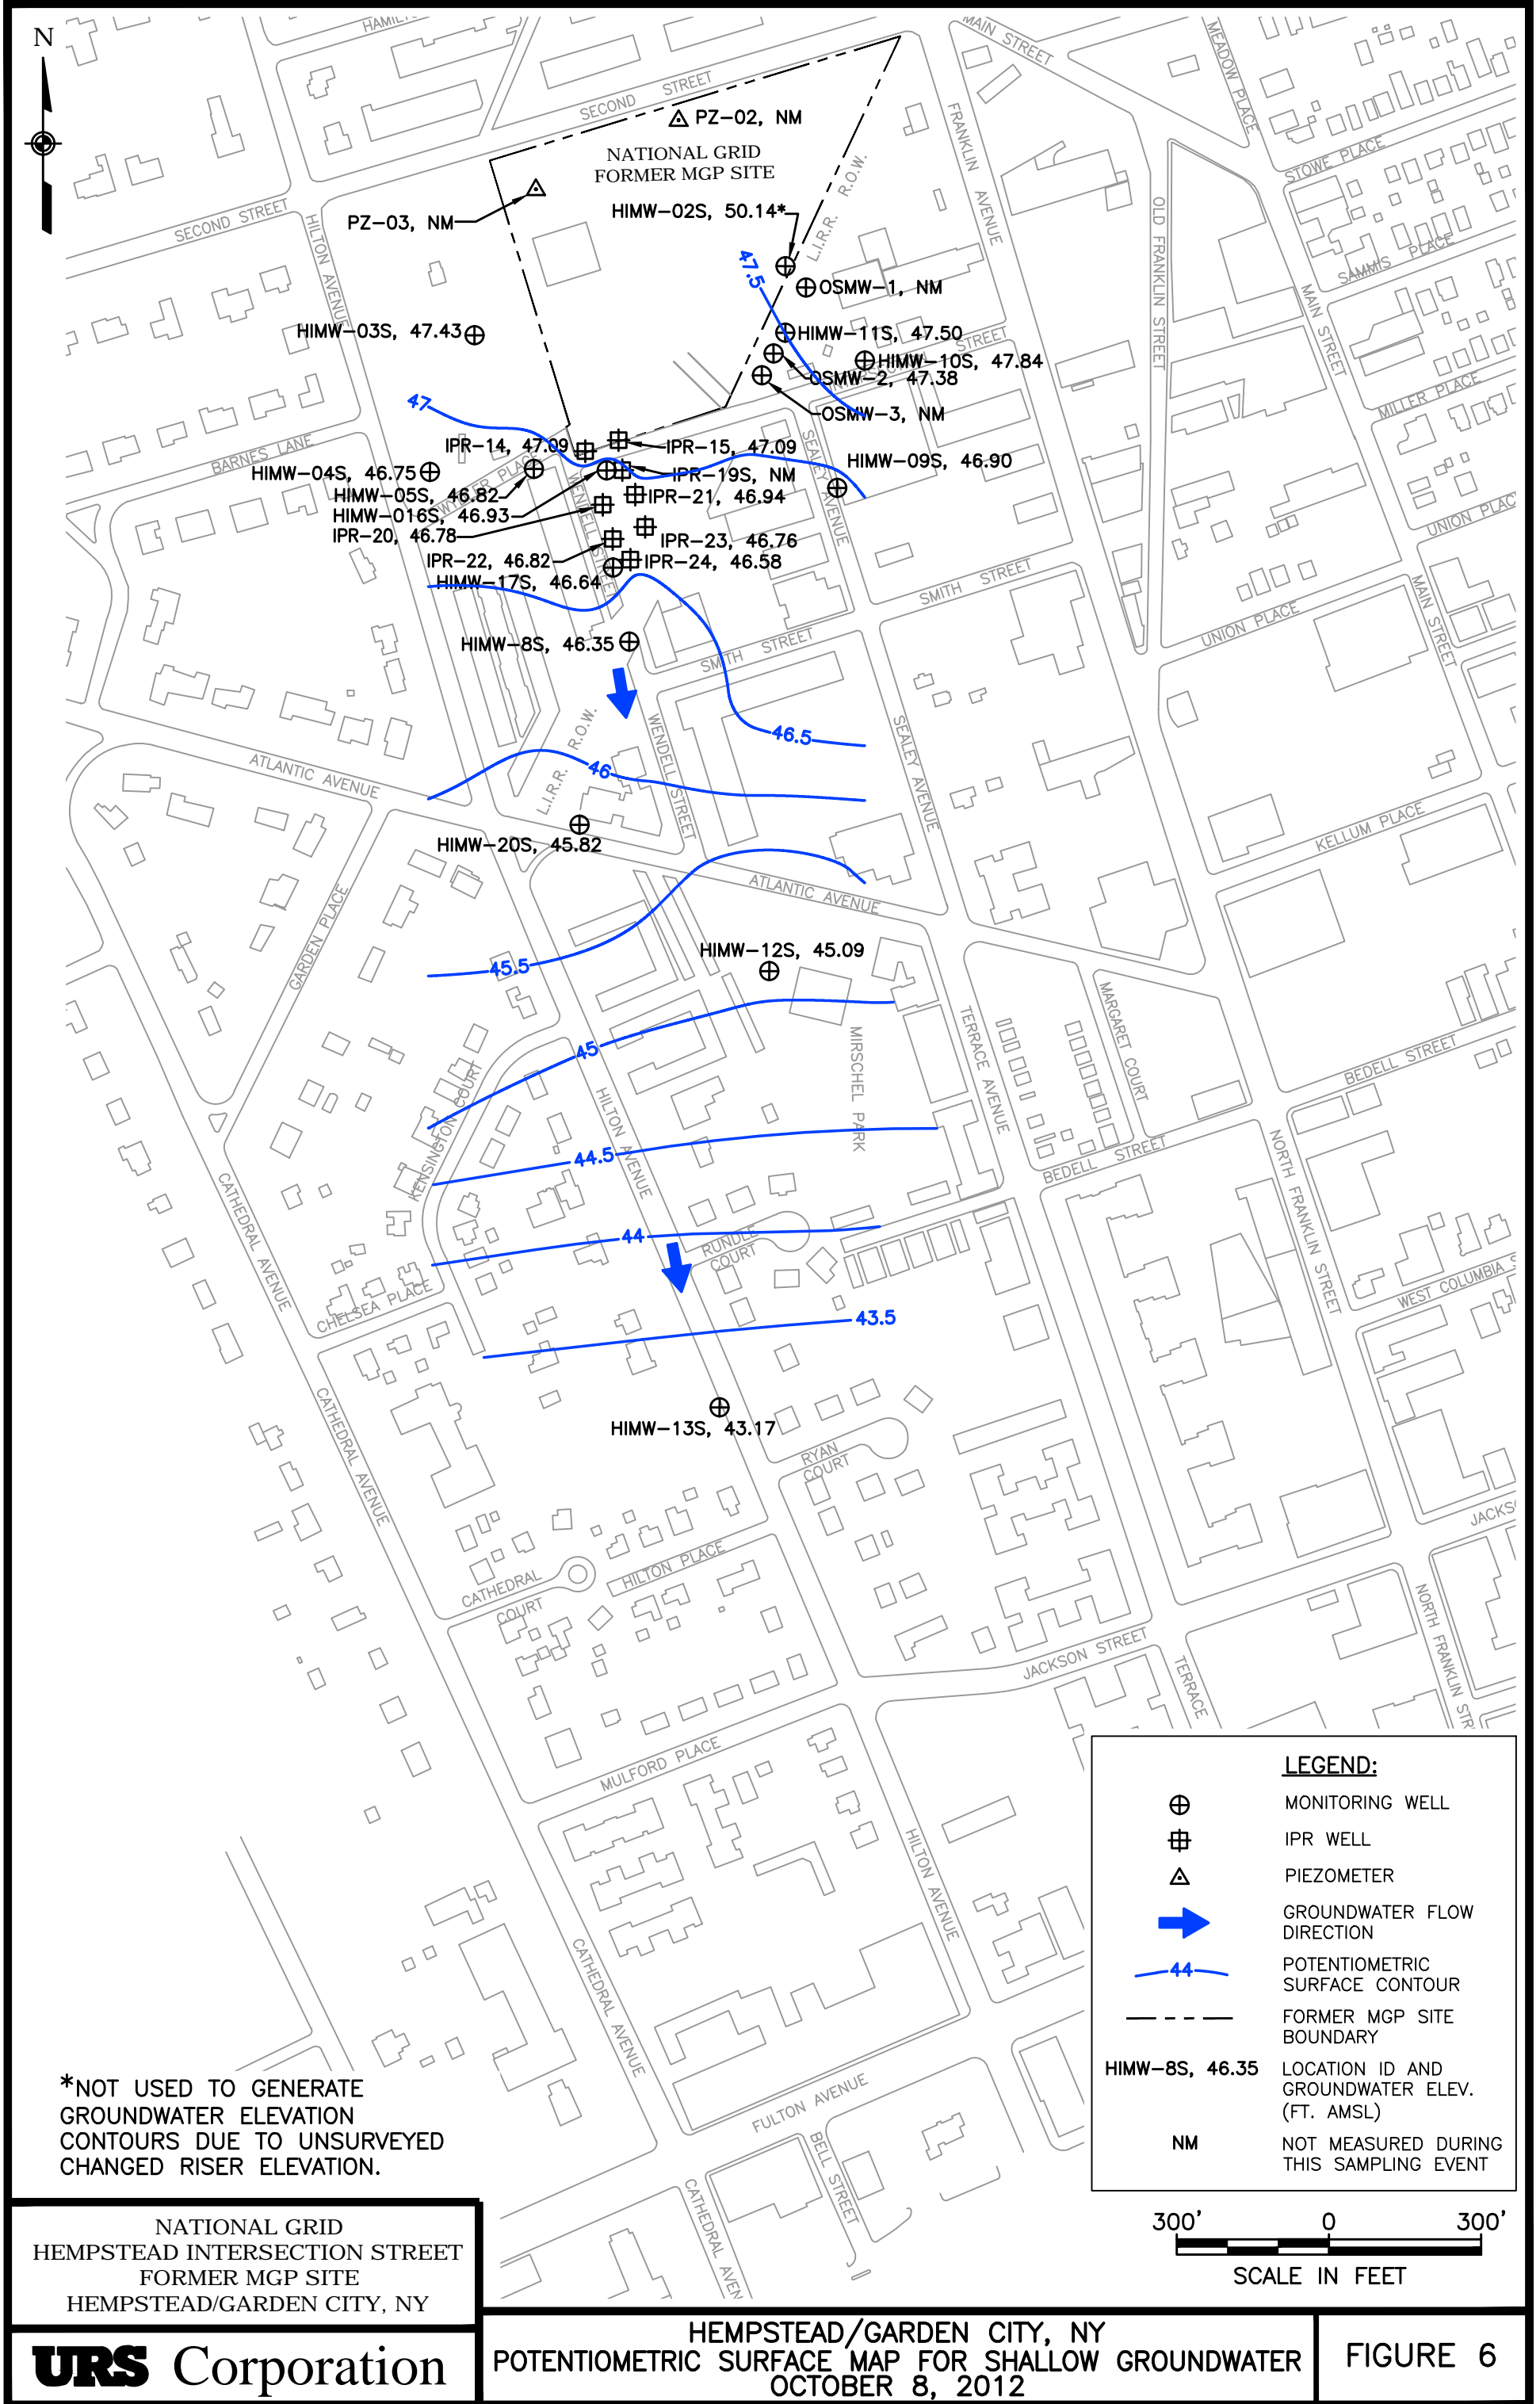 N
HAMIL
MAIN STREET
MEADOW PLACE
SECOND STREET
PZ-02, NM
NATIONAL GRID
FORMER MGP SITE
FRANKLIN AVENUE
STOWE PLACE
PZ-03, NM
HIMW-02S, 50.14*
L.I.R.R. R.O.W.
SECOND STREET
HILTON AVENUE
OLD FRANKLIN STREET
SAMMIS PLACE
47.5
OSMW-1, NM
MAIN STREET
HIMW-03S, 47.43
HIMW-11S, 47.50
STREET
HIMW-10S, 47.84
OSMW-2, 47.38
OSMW-3, NM
MILLER PLACE
47
BARNES LANE
IPR-14, 47.09
IPR-15, 47.09
SEALEY AVENUE
HIMW-09S, 46.90
HIMW-04S, 46.75
IPR-19S, NM
PLACE
HIMW-05S, 46.82
IPR-21, 46.94
HIMW-016S, 46.93
WENDELL STREET
UNION PLAC
IPR-20, 46.78
IPR-23, 46.76
IPR-22, 46.82
IPR-24, 46.58
HIMW-17S, 46.64
SMITH STREET
MAIN STREET
UNION PLACE
HIMW-8S, 46.35
SMITH STREET
L.I.R.R. R.O.W.
WENDELL STREET
46.5
SEALEY AVENUE
ATLANTIC AVENUE
46
HIMW-20S, 45.82
KELLUM PLACE
ATLANTIC AVENUE
GARDEN PLACE
HIMW-12S, 45.09
45.5
MARGARET COURT
TERRACE AVENUE
MIRSCHEL PARK
45
BEDELL STREET
KENSINGTON COURT
HILTON AVENUE
44.5
BEDELL STREET
NORTH FRANKLIN STREET
CATHEDRAL AVENUE
44
RUNDLE
COURT
CHELSEA PLACE
WEST COLUMBIA S
43.5
CATHEDRAL AVENUE
HIMW-13S, 43.17
RYAN
COURT
JACKS
HILTON PLACE
CATHEDRAL
COURT
NORTH FRANKLIN STR
JACKSON STREET
TERRACE
MULFORD PLACE
HILTON AVENUE
CATHEDRAL AVENUE
FULTON AVENUE
BELL STREET
CATHEDRAL AVEN
LEGEND:
MONITORING WELL
IPR WELL
PIEZOMETER
GROUNDWATER FLOW
DIRECTION
44
POTENTIOMETRIC
SURFACE CONTOUR
FORMER MGP SITE
BOUNDARY
HIMW-8S, 46.35
LOCATION ID AND
GROUNDWATER ELEV.
(FT. AMSL)
NM
NOT MEASURED DURING
THIS SAMPLING EVENT
300' 0 300'
SCALE IN FEET
*NOT USED TO GENERATE
GROUNDWATER ELEVATION
CONTOURS DUE TO UNSURVEYED
CHANGED RISER ELEVATION.
NATIONAL GRID
HEMPSTEAD INTERSECTION STREET
FORMER MGP SITE
HEMPSTEAD/GARDEN CITY, NY
URS Corporation
HEMPSTEAD/GARDEN CITY, NY
POTENTIOMETRIC SURFACE MAP FOR SHALLOW GROUNDWATER
OCTOBER 8, 2012
FIGURE 6